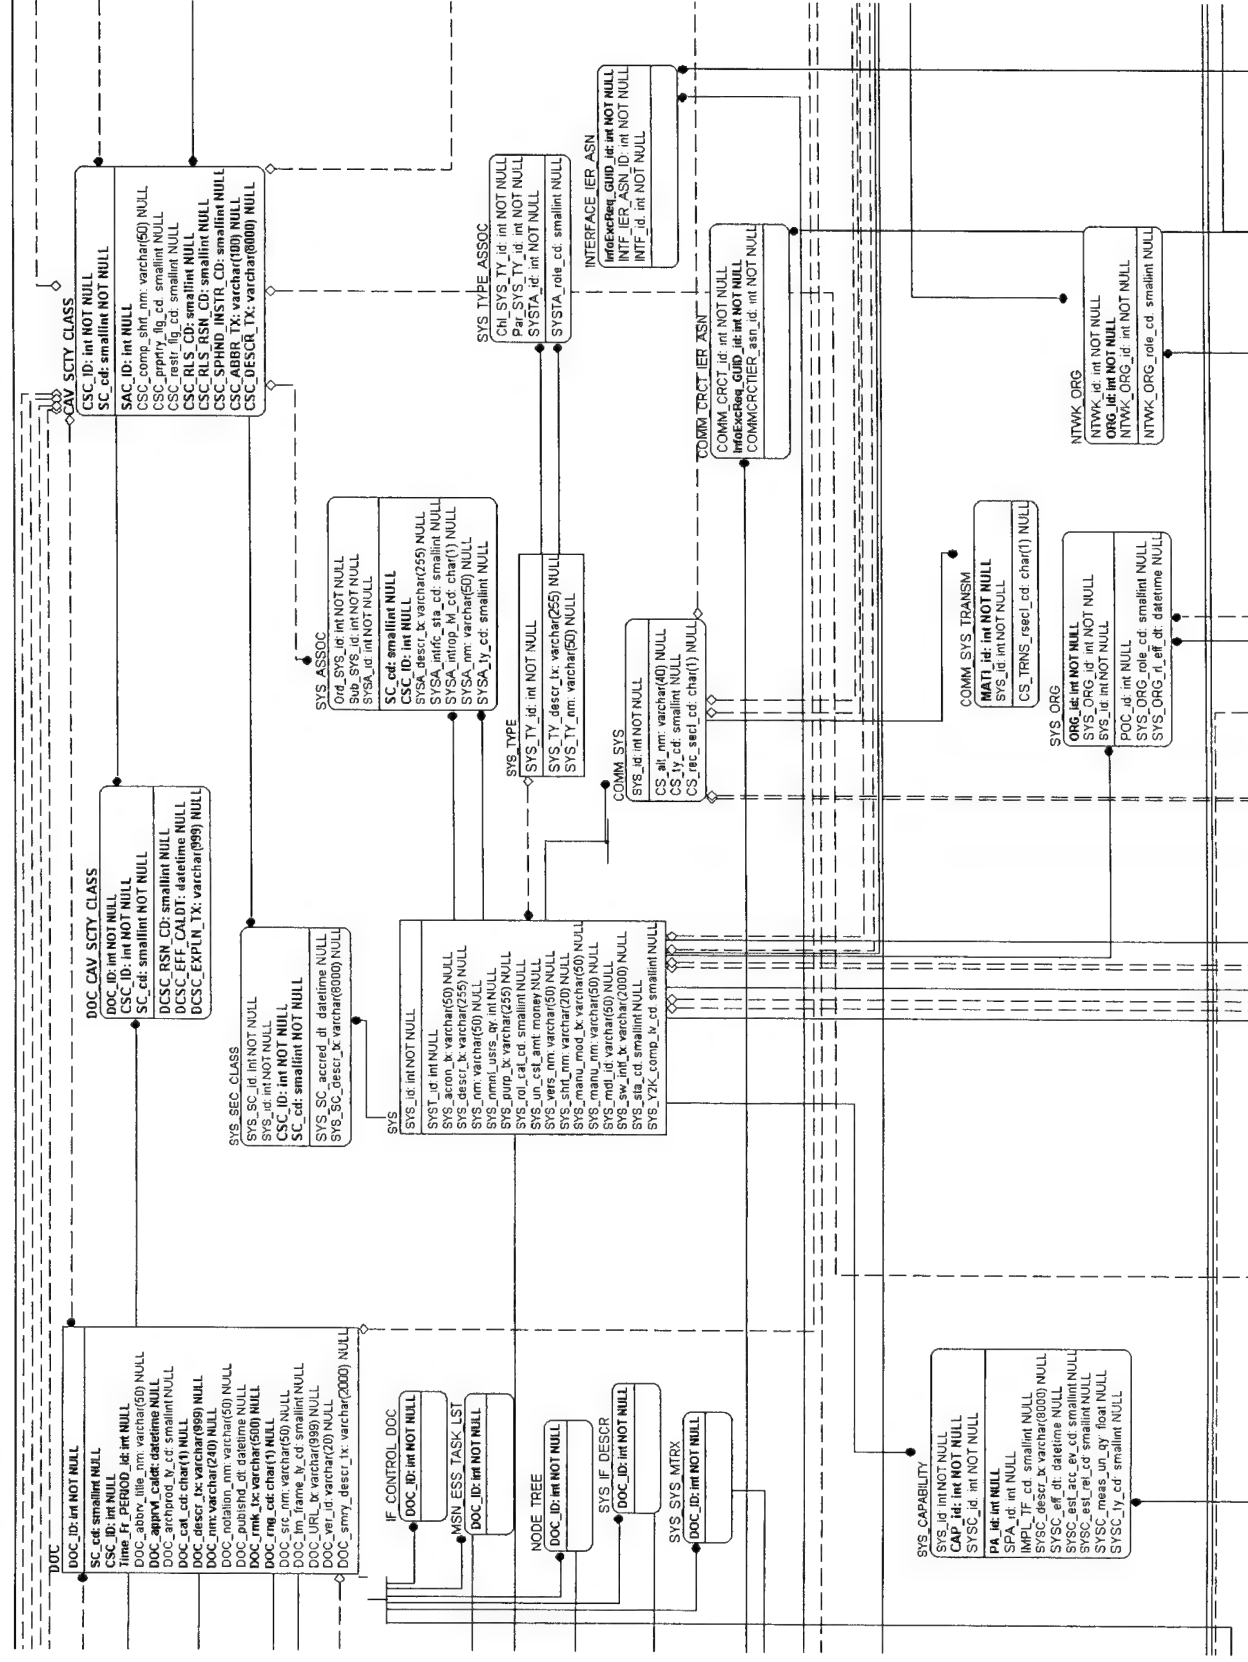 CAV_SCTY_CLASS
CSC_ID: int NOT NULL
SC_cd: smallint NOT NULL
SAC_ID: int NULL
CSC_comp_shrt_nm: varchar(50) NULL
CSC_prprtry_flg_cd: smallint NULL
CSC_restr_flg_cd: smallint NULL
CSC_RLS_CD: smallint NULL
CSC_RLS_RSN_CD: smallint NULL
CSC_SPHND_INSTR_CD: smallint NULL
CSC_ABBR_TX: varchar(100) NULL
CSC_DESCR_TX: varchar(8000) NULL
SYS_TYPE_ASSOC
Chl_SYS_TY_id: int NOT NULL
Par_SYS_TY_id: int NOT NULL
SYSTA_id: int NOT NULL
SYSTA_role_cd: smallint NULL
INTERFACE_IER_ASN
InfoExcReq_GUID_id: int NOT NULL
INTF_IER_ASN_ID: int NOT NULL
INTF_id: int NOT NULL
COMM_CRCT_IER_ASN
COMM_CRCT_id: int NOT NULL
InfoExcReq_GUID_id: int NOT NULL
COMMCRCTIER_asn_id: int NOT NULL
NTWK_ORG
NTWK_id: int NOT NULL
ORG_id: int NOT NULL
NTWK_ORG_id: int NOT NULL
NTWK_ORG_role_cd: smallint NULL
DOC_CAV_SCTY_CLASS
DOC_ID: int NOT NULL
CSC_ID: int NOT NULL
SC_cd: smallint NOT NULL
DCSC_RSN_CD: smallint NULL
DCSC_EFF_CALDT: datetime NULL
DCSC_EXPLN_TX: varchar(999) NULL
SYS_ASSOC
Ord_SYS_id: int NOT NULL
Sub_SYS_id: int NOT NULL
SYSA_id: int NOT NULL
SC_cd: smallint NULL
CSC_ID: int NULL
SYSA_descr_tx: varchar(255) NULL
SYSA_intrfc_sta_cd: smallint NULL
SYSA_introp_lvl_cd: char(1) NULL
SYSA_nm: varchar(50) NULL
SYSA_ty_cd: smallint NULL
SYS_TYPE
SYS_TY_id: int NOT NULL
SYS_TY_descr_tx: varchar(255) NULL
SYS_TY_nm: varchar(50) NULL
COMM_SYS
SYS_id: int NOT NULL
CS_alt_nm: varchar(40) NULL
CS_ty_cd: smallint NULL
CS_rec_secl_cd: char(1) NULL
COMM_SYS_TRANSM
MATI_id: int NOT NULL
SYS_id: int NOT NULL
CS_TRNS_rsecl_cd: char(1) NULL
SYS_ORG
ORG_id: int NOT NULL
SYS_ORG_id: int NOT NULL
SYS_id: int NOT NULL
POC_id: int NULL
SYS_ORG_role_cd: smallint NULL
SYS_ORG_rl_eff_dt: datetime NULL
SYS_SEC_CLASS
SYS_SC_id: int NOT NULL
SYS_id: int NOT NULL
CSC_ID: int NOT NULL
SC_cd: smallint NOT NULL
SYS_SC_accred_dt: datetime NULL
SYS_SC_descr_tx: varchar(8000) NULL
SYS
SYS_id: int NOT NULL
SYST_id: int NULL
SYS_acron_tx: varchar(50) NULL
SYS_descr_tx: varchar(255) NULL
SYS_nm: varchar(50) NULL
SYS_nmnl_usrs_qy: int NULL
SYS_purp_tx: varchar(255) NULL
SYS_rol_cat_cd: smallint NULL
SYS_un_cst_amt: money NULL
SYS_vers_nm: varchar(50) NULL
SYS_sht_nm: varchar(20) NULL
SYS_manu_mod_tx: varchar(50) NULL
SYS_manu_nm: varchar(50) NULL
SYS_mdl_id: varchar(50) NULL
SYS_sw_intf_tx: varchar(2000) NULL
SYS_sta_cd: smallint NULL
SYS_Y2K_comp_lv_cd: smallint NULL
DOC
DOC_ID: int NOT NULL
SC_cd: smallint NULL
CSC_ID: int NULL
Time_Fr_PERIOD_id: int NULL
DOC_abbrv_title_nm: varchar(50) NULL
DOC_apprvl_caldt: datetime NULL
DOC_archprod_ty_cd: smallint NULL
DOC_cat_cd: char(1) NULL
DOC_descr_tx: varchar(999) NULL
DOC_nm: varchar(240) NULL
DOC_notation_nm: varchar(50) NULL
DOC_publshd_dt: datetime NULL
DOC_rmk_tx: varchar(500) NULL
DOC_rng_cd: char(1) NULL
DOC_src_nm: varchar(50) NULL
DOC_tm_frame_ty_cd: smallint NULL
DOC_URL_tx: varchar(999) NULL
DOC_ver_id: varchar(20) NULL
DOC_smry_descr_tx: varchar(2000) NULL
IF_CONTROL_DOC
DOC_ID: int NOT NULL
MSN_ESS_TASK_LST
DOC_ID: int NOT NULL
NODE_TREE
DOC_ID: int NOT NULL
SYS_IF_DESCR
DOC_ID: int NOT NULL
SYS_SYS_MTRX
DOC_ID: int NOT NULL
SYS_CAPABILITY
SYS_id: int NOT NULL
CAP_id: int NOT NULL
SYSC_id: int NOT NULL
PA_id: int NULL
SPA_id: int NULL
IMPL_TF_cd: smallint NULL
SYSC_descr_tx: varchar(8000) NULL
SYSC_eff_dt: datetime NULL
SYSC_est_acc_ev_cd: smallint NULL
SYSC_est_rel_cd: smallint NULL
SYSC_meas_un_qy: float NULL
SYSC_ty_cd: smallint NULL